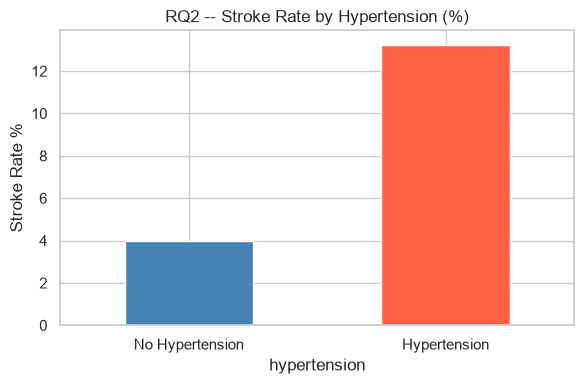 RQ2 -- Stroke Rate by Hypertension (%)
Stroke Rate %
12
10
8
6
4
2
0
No Hypertension
Hypertension
hypertension